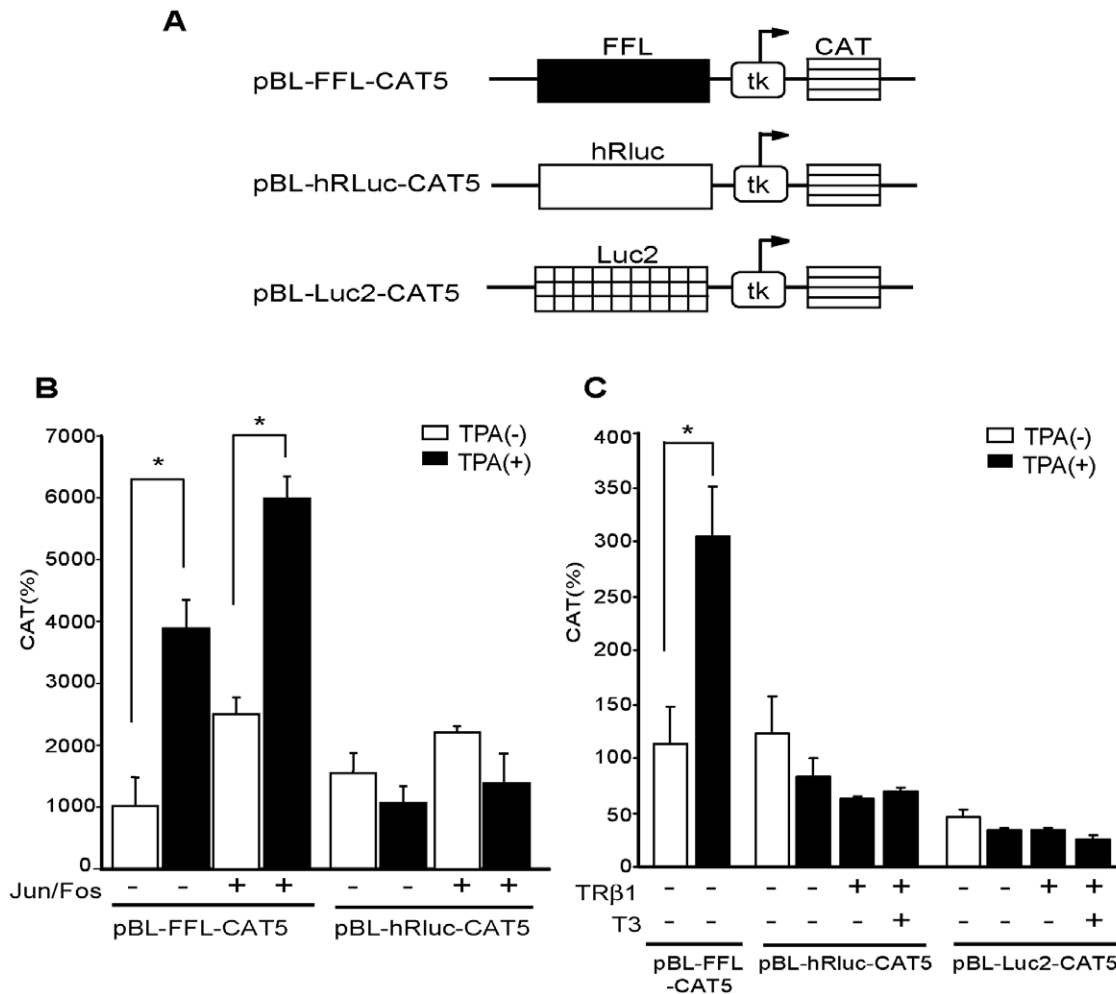 A
FFL
CAT
pBL-FFL-CAT5
tk
hRluc
pBL-hRLuc-CAT5
tk
Luc2
pBL-Luc2-CAT5
tk
B
7000
6000
5000
4000
3000
2000
1000
0
CAT(%)
*
*
TPA(-)
TPA(+)
Jun/Fos - - + + - - + +
pBL-FFL-CAT5
pBL-hRluc-CAT5
C
400
350
300
250
200
150
100
50
0
CAT(%)
*
TPA(-)
TPA(+)
TRβ1 - - - - + + - - + +
T3 - - - - - + - - - +
pBL-FFL
-CAT5
pBL-hRluc-CAT5
pBL-Luc2-CAT5